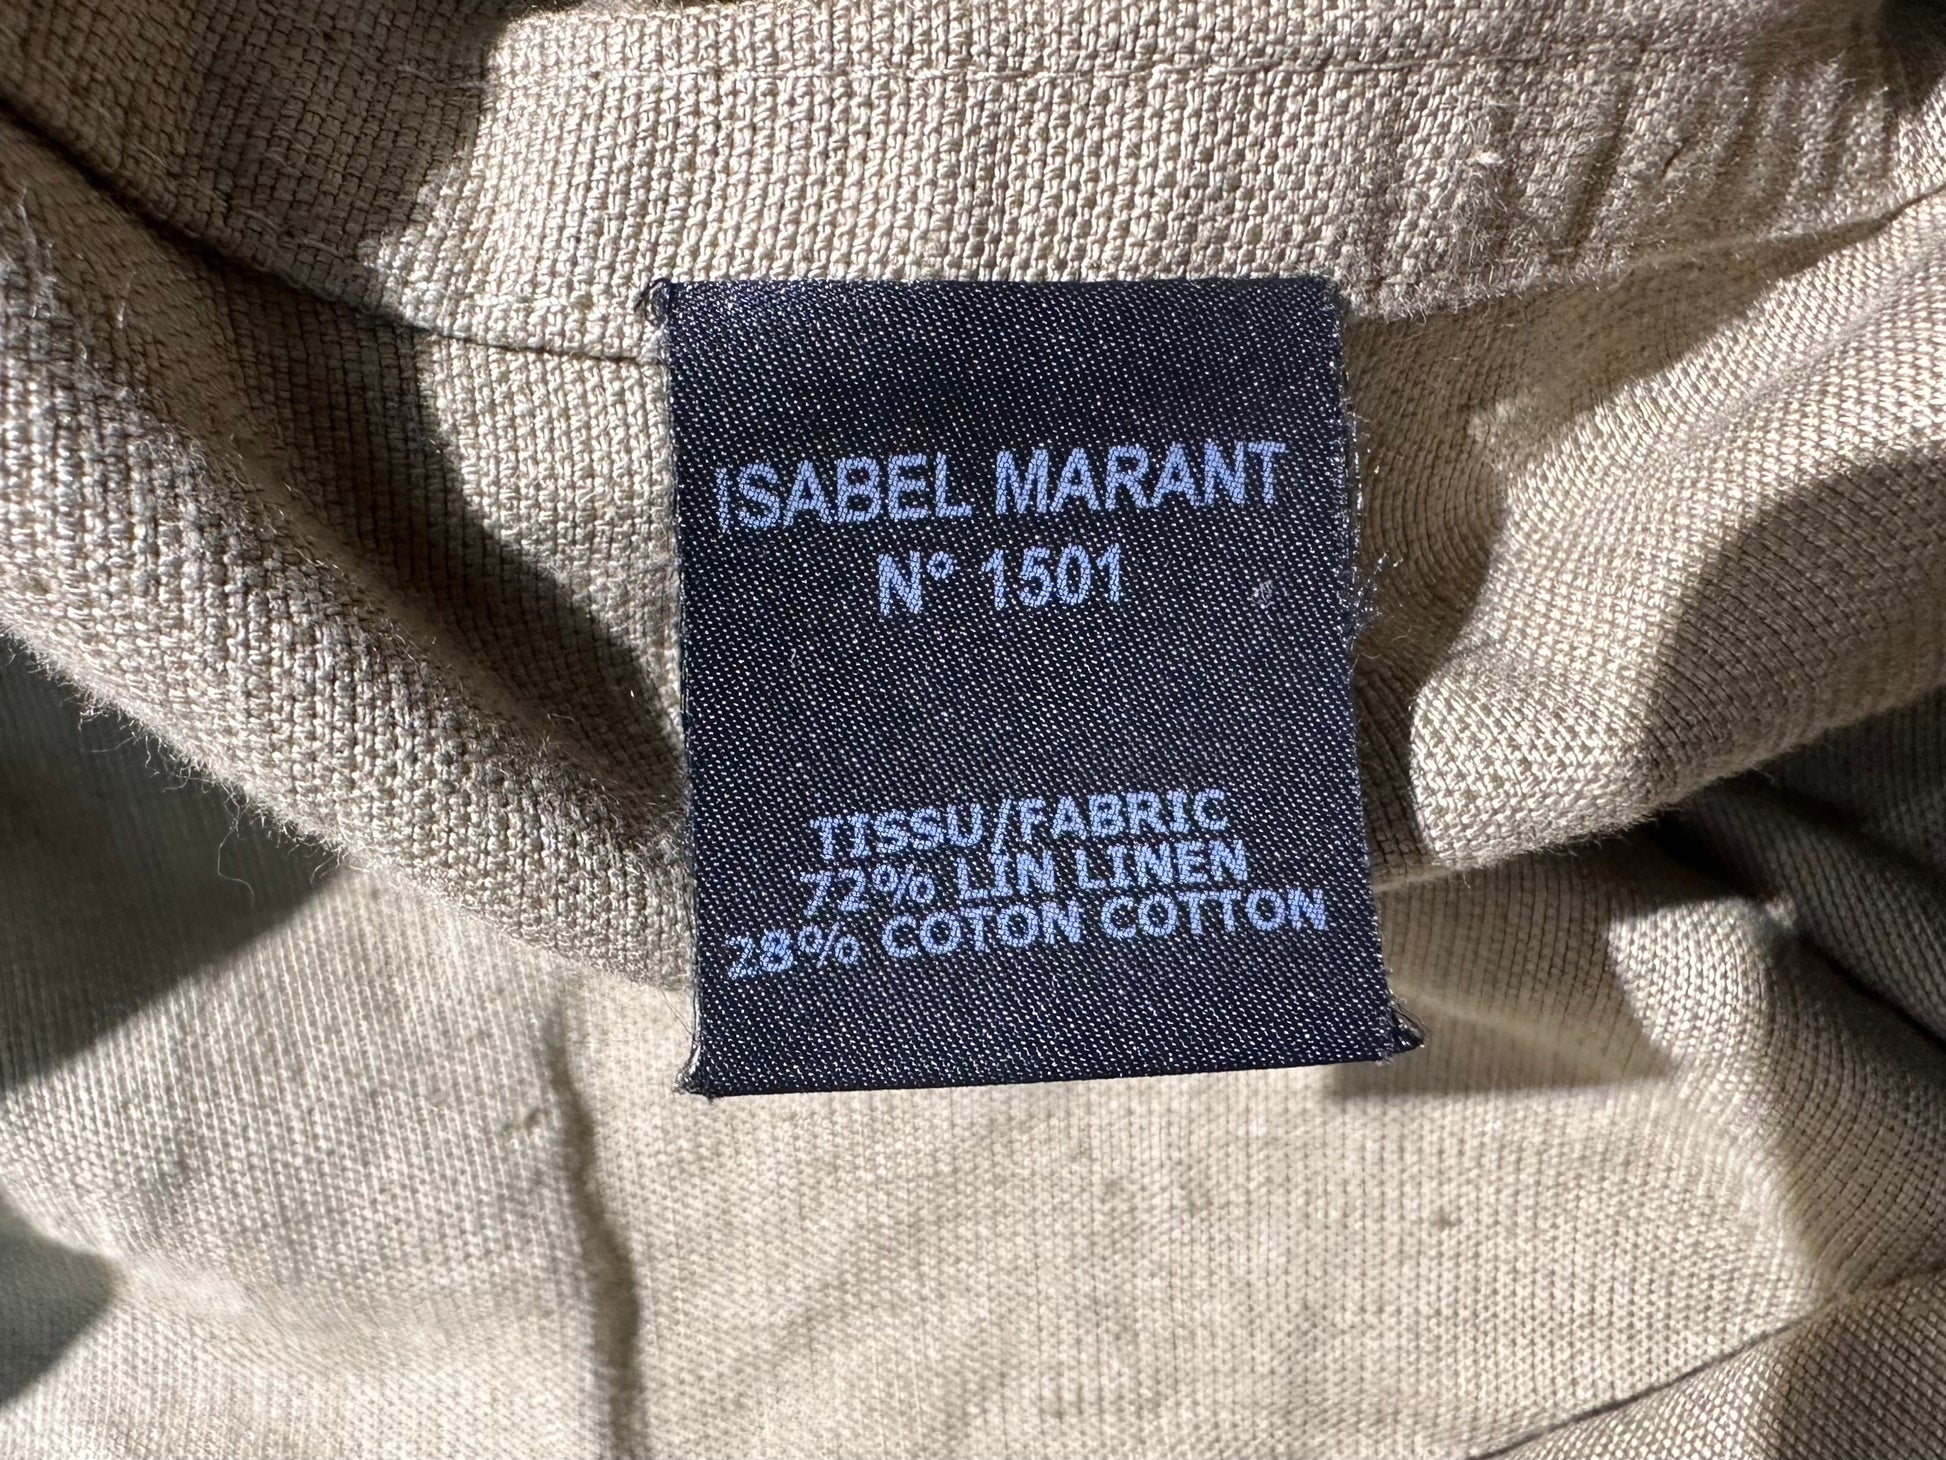 ISABEL MARANT
N° 1501
TISSU/FABRIC
72% LIN LINEN
28% COTON COTTON